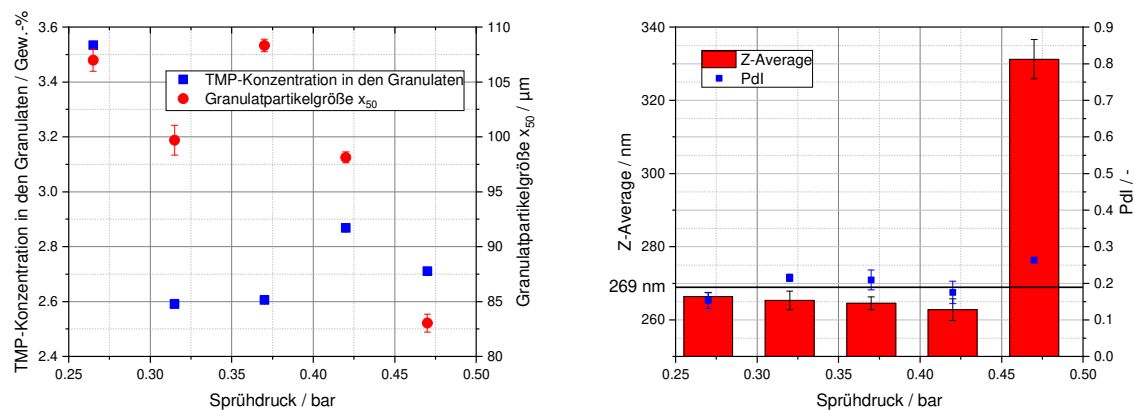 TMP-Konzentration in den Granulaten / Gew.-%
3.6
3.4
3.2
3.0
2.8
2.6
2.4
TMP-Konzentration in den Granulaten
Granulatpartikelgröße x50
110
105
100
95
90
85
80
Granulatpartikelgröße x50 / µm
0.25 0.30 0.35 0.40 0.45 0.50
Sprühdruck / bar
Z-Average / nm
340
320
300
280
269 nm
260
Z-Average
PdI
0.9
0.8
0.7
0.6
0.5
0.4
0.3
0.2
0.1
0.0
PdI / -
0.25 0.30 0.35 0.40 0.45 0.50
Sprühdruck / bar